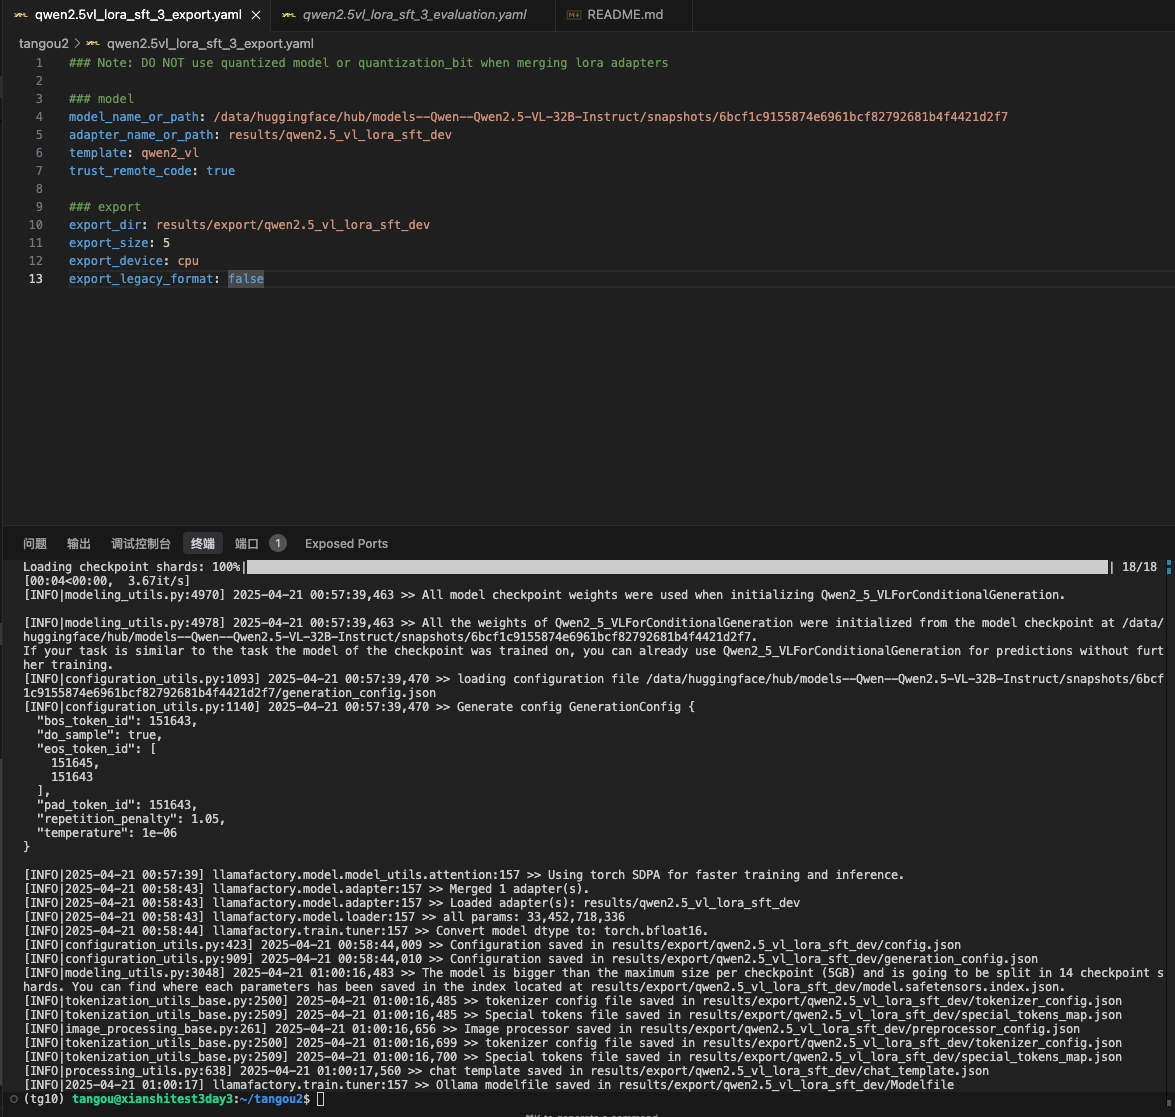 qwen2.5vl_lora_sft_3_export.yaml
qwen2.5vl_lora_sft_3_evaluation.yaml
README.md
tangou2 > qwen2.5vl_lora_sft_3_export.yaml
1 ### Note: DO NOT use quantized model or quantization_bit when merging lora adapters
2
3 ### model
4 model_name_or_path: /data/huggingface/hub/models--Qwen--Qwen2.5-VL-32B-Instruct/snapshots/6bcf1c9155874e6961bcf82792681b4f4421d2f7
5 adapter_name_or_path: results/qwen2.5_vl_lora_sft_dev
6 template: qwen2_vl
7 trust_remote_code: true
8
9 ### export
10 export_dir: results/export/qwen2.5_vl_lora_sft_dev
11 export_size: 5
12 export_device: cpu
13 export_legacy_format: false
问题 输出 调试控制台 终端 端口 1 Exposed Ports
Loading checkpoint shards: 100%| | 18/18
[00:04<00:00, 3.67it/s]
[INFO|modeling_utils.py:4970] 2025-04-21 00:57:39,463 >> All model checkpoint weights were used when initializing Qwen2_5_VLForConditionalGeneration.
[INFO|modeling_utils.py:4978] 2025-04-21 00:57:39,463 >> All the weights of Qwen2_5_VLForConditionalGeneration were initialized from the model checkpoint at /data/
huggingface/hub/models--Qwen--Qwen2.5-VL-32B-Instruct/snapshots/6bcf1c9155874e6961bcf82792681b4f4421d2f7.
If your task is similar to the task the model of the checkpoint was trained on, you can already use Qwen2_5_VLForConditionalGeneration for predictions without furt
her training.
[INFO|configuration_utils.py:1093] 2025-04-21 00:57:39,470 >> loading configuration file /data/huggingface/hub/models--Qwen--Qwen2.5-VL-32B-Instruct/snapshots/6bcf
1c9155874e6961bcf82792681b4f4421d2f7/generation_config.json
[INFO|configuration_utils.py:1140] 2025-04-21 00:57:39,470 >> Generate config GenerationConfig {
"bos_token_id": 151643,
"do_sample": true,
"eos_token_id": [
151645,
151643
],
"pad_token_id": 151643,
"repetition_penalty": 1.05,
"temperature": 1e-06
}
[INFO|2025-04-21 00:57:39] llamafactory.model.model_utils.attention:157 >> Using torch SDPA for faster training and inference.
[INFO|2025-04-21 00:58:43] llamafactory.model.adapter:157 >> Merged 1 adapter(s).
[INFO|2025-04-21 00:58:43] llamafactory.model.adapter:157 >> Loaded adapter(s): results/qwen2.5_vl_lora_sft_dev
[INFO|2025-04-21 00:58:43] llamafactory.model.loader:157 >> all params: 33,452,718,336
[INFO|2025-04-21 00:58:44] llamafactory.train.tuner:157 >> Convert model dtype to: torch.bfloat16.
[INFO|configuration_utils.py:423] 2025-04-21 00:58:44,009 >> Configuration saved in results/export/qwen2.5_vl_lora_sft_dev/config.json
[INFO|configuration_utils.py:909] 2025-04-21 00:58:44,010 >> Configuration saved in results/export/qwen2.5_vl_lora_sft_dev/generation_config.json
[INFO|modeling_utils.py:3048] 2025-04-21 01:00:16,483 >> The model is bigger than the maximum size per checkpoint (5GB) and is going to be split in 14 checkpoint s
hards. You can find where each parameters has been saved in the index located at results/export/qwen2.5_vl_lora_sft_dev/model.safetensors.index.json.
[INFO|tokenization_utils_base.py:2500] 2025-04-21 01:00:16,485 >> tokenizer config file saved in results/export/qwen2.5_vl_lora_sft_dev/tokenizer_config.json
[INFO|tokenization_utils_base.py:2509] 2025-04-21 01:00:16,485 >> Special tokens file saved in results/export/qwen2.5_vl_lora_sft_dev/special_tokens_map.json
[INFO|image_processing_base.py:261] 2025-04-21 01:00:16,656 >> Image processor saved in results/export/qwen2.5_vl_lora_sft_dev/preprocessor_config.json
[INFO|tokenization_utils_base.py:2500] 2025-04-21 01:00:16,699 >> tokenizer config file saved in results/export/qwen2.5_vl_lora_sft_dev/tokenizer_config.json
[INFO|tokenization_utils_base.py:2509] 2025-04-21 01:00:16,700 >> Special tokens file saved in results/export/qwen2.5_vl_lora_sft_dev/special_tokens_map.json
[INFO|processing_utils.py:638] 2025-04-21 01:00:17,560 >> chat template saved in results/export/qwen2.5_vl_lora_sft_dev/chat_template.json
[INFO|2025-04-21 01:00:17] llamafactory.train.tuner:157 >> Ollama modelfile saved in results/export/qwen2.5_vl_lora_sft_dev/Modelfile
(tg10) tangou@xianshitest3day3:~/tangou2$